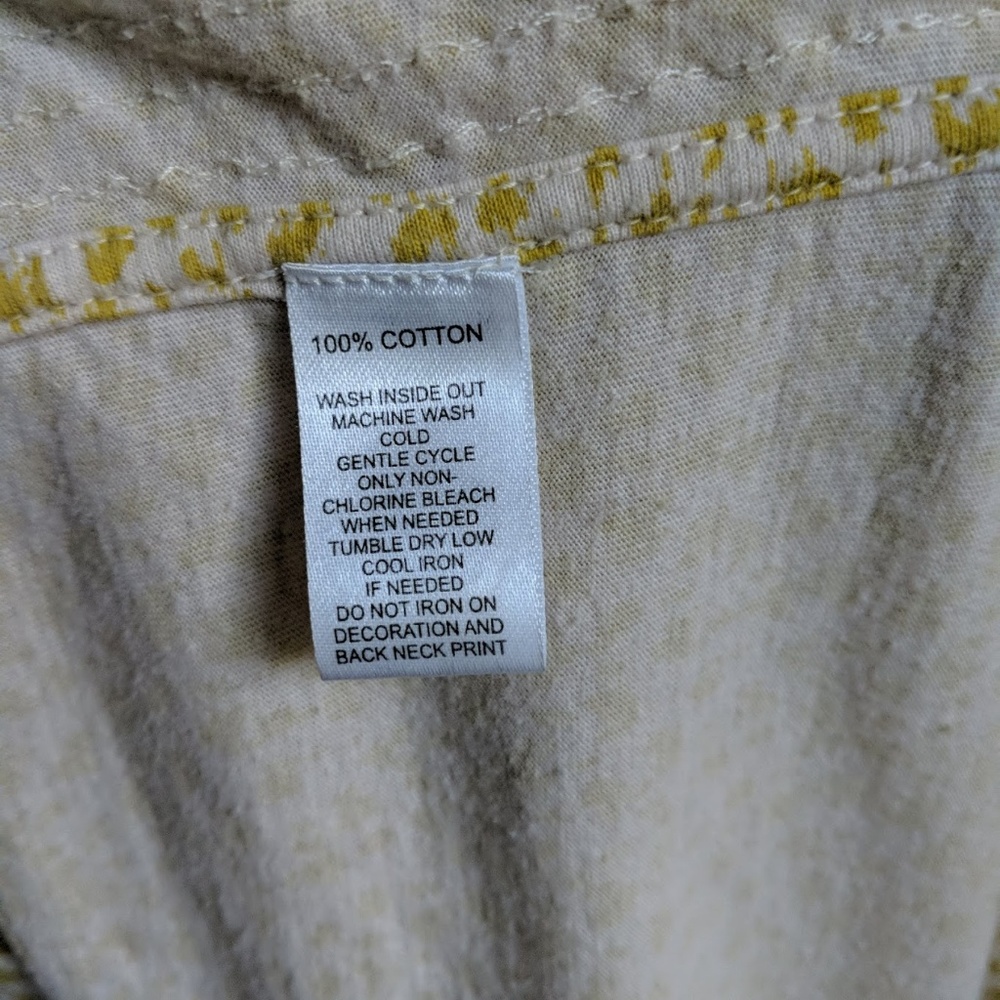 100% COTTON
WASH INSIDE OUT
MACHINE WASH
COLD
GENTLE CYCLE
ONLY NON-
CHLORINE BLEACH
WHEN NEEDED
TUMBLE DRY LOW
COOL IRON
IF NEEDED
DO NOT IRON ON
DECORATION AND
BACK NECK PRINT